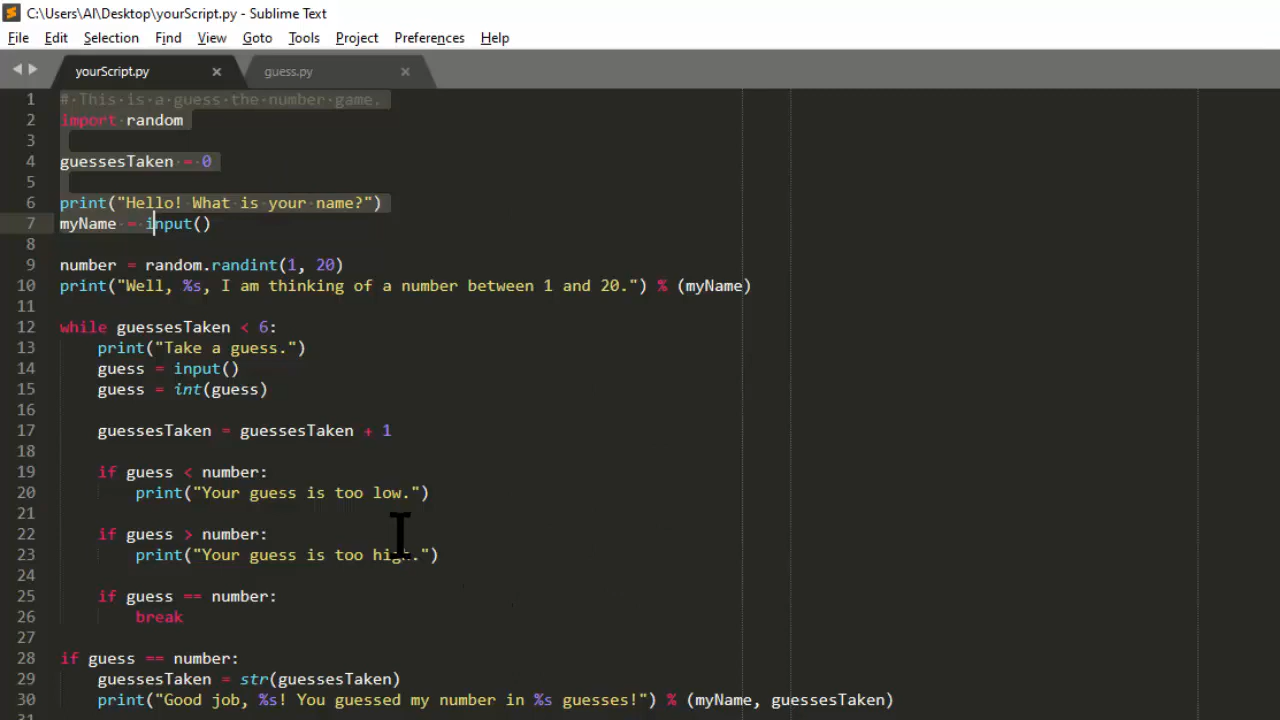 C:\Users\Al\Desktop\yourScript.py - Sublime Text
File Edit Selection Find View Goto Tools Project Preferences Help
yourScript.py guess.py
1 # This is a guess the number game.
2 import random
3
4 guessesTaken = 0
5
6 print("Hello! What is your name?")
7 myName = input()
8
9 number = random.randint(1, 20)
10 print("Well, %s, I am thinking of a number between 1 and 20.") % (myName)
11
12 while guessesTaken < 6:
13 print("Take a guess.")
14 guess = input()
15 guess = int(guess)
16
17 guessesTaken = guessesTaken + 1
18
19 if guess < number:
20 print("Your guess is too low.")
21
22 if guess > number:
23 print("Your guess is too high.")
24
25 if guess == number:
26 break
27
28 if guess == number:
29 guessesTaken = str(guessesTaken)
30 print("Good job, %s! You guessed my number in %s guesses!") % (myName, guessesTaken)
31